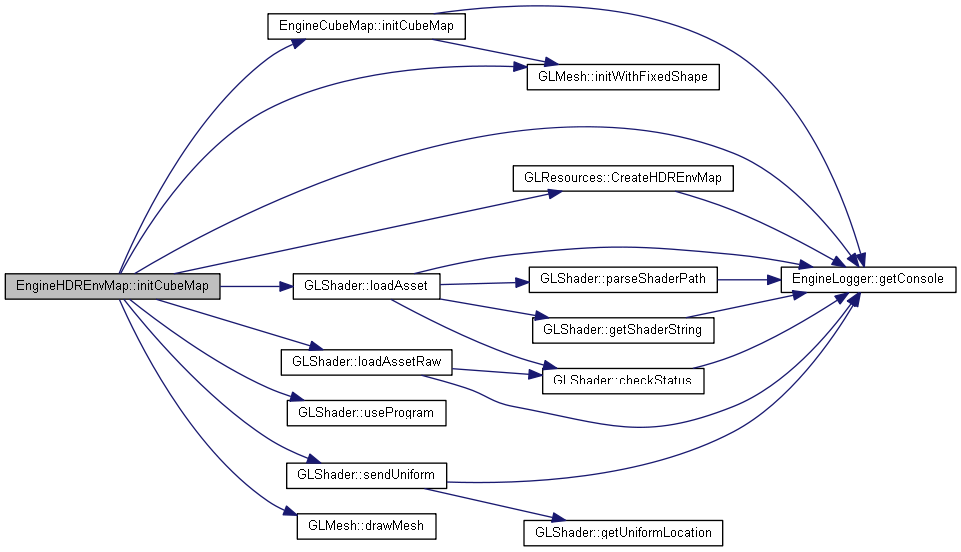 EngineCubeMap::initCubeMap
GLMesh::initWithFixedShape
GLResources::CreateHDREnvMap
EngineHDREnvMap::initCubeMap
GLShader::loadAsset
GLShader::parseShaderPath
EngineLogger::getConsole
GLShader::getShaderString
GLShader::loadAssetRaw
GLShader::checkStatus
GLShader::useProgram
GLShader::sendUniform
GLMesh::drawMesh
GLShader::getUniformLocation